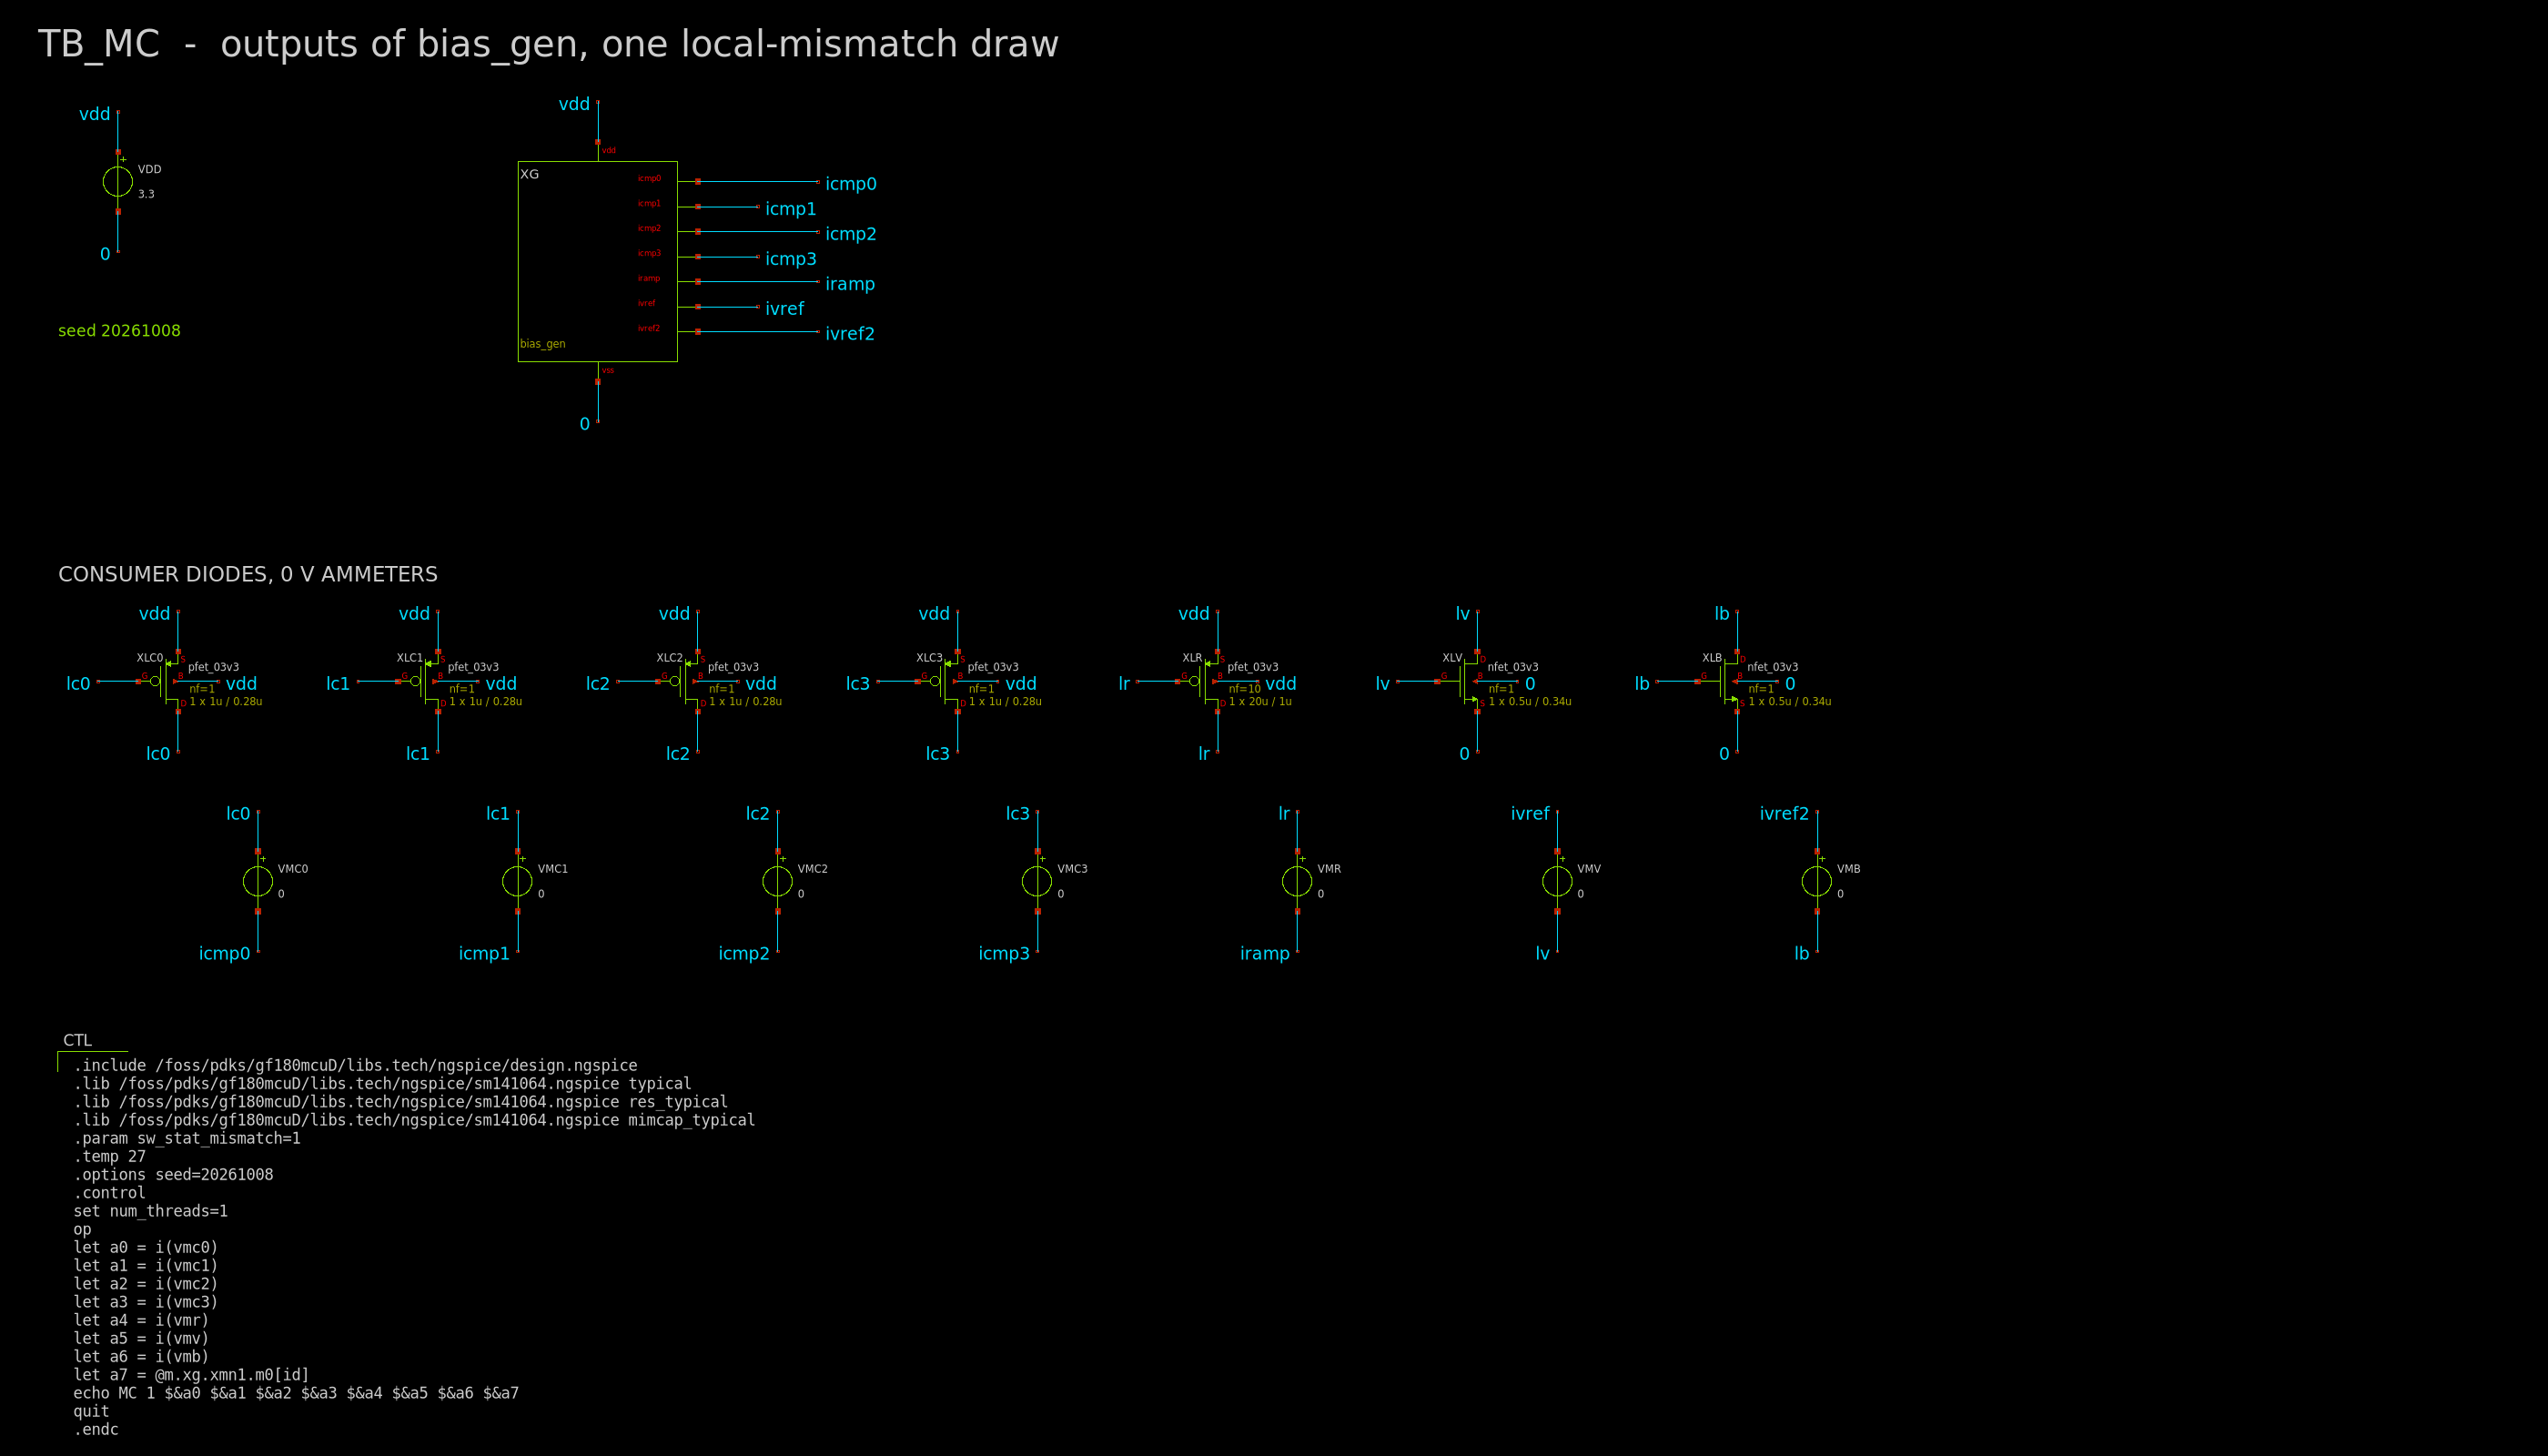 TB_MC - outputs of bias_gen, one local-mismatch draw
vdd
VDD
+
3.3
0
seed 20261008
vdd
vdd
XG
icmp0
icmp1
icmp2
icmp3
iramp
ivref
ivref2
bias_gen
vss
0
icmp0
icmp1
icmp2
icmp3
iramp
ivref
ivref2
CONSUMER DIODES, 0 V AMMETERS
vdd
XLC0
S
pfet_03v3
lc0
G
B
vdd
nf=1
D
1 x 1u / 0.28u
lc0
vdd
XLC1
S
pfet_03v3
lc1
G
B
vdd
nf=1
D
1 x 1u / 0.28u
lc1
vdd
XLC2
S
pfet_03v3
lc2
G
B
vdd
nf=1
D
1 x 1u / 0.28u
lc2
vdd
XLC3
S
pfet_03v3
lc3
G
B
vdd
nf=1
D
1 x 1u / 0.28u
lc3
vdd
XLR
S
pfet_03v3
lr
G
B
vdd
nf=10
D
1 x 20u / 1u
lr
lv
XLV
D
nfet_03v3
lv
G
B
0
nf=1
S
1 x 0.5u / 0.34u
0
lb
XLB
D
nfet_03v3
lb
G
B
0
nf=1
S
1 x 0.5u / 0.34u
0
lc0
+
VMC0
0
icmp0
lc1
+
VMC1
0
icmp1
lc2
+
VMC2
0
icmp2
lc3
+
VMC3
0
icmp3
lr
+
VMR
0
iramp
ivref
+
VMV
0
lv
ivref2
+
VMB
0
lb
CTL
.include /foss/pdks/gf180mcuD/libs.tech/ngspice/design.ngspice
.lib /foss/pdks/gf180mcuD/libs.tech/ngspice/sm141064.ngspice typical
.lib /foss/pdks/gf180mcuD/libs.tech/ngspice/sm141064.ngspice res_typical
.lib /foss/pdks/gf180mcuD/libs.tech/ngspice/sm141064.ngspice mimcap_typical
.param sw_stat_mismatch=1
.temp 27
.options seed=20261008
.control
set num_threads=1
op
let a0 = i(vmc0)
let a1 = i(vmc1)
let a2 = i(vmc2)
let a3 = i(vmc3)
let a4 = i(vmr)
let a5 = i(vmv)
let a6 = i(vmb)
let a7 = @m.xg.xmn1.m0[id]
echo MC 1 $&a0 $&a1 $&a2 $&a3 $&a4 $&a5 $&a6 $&a7
quit
.endc